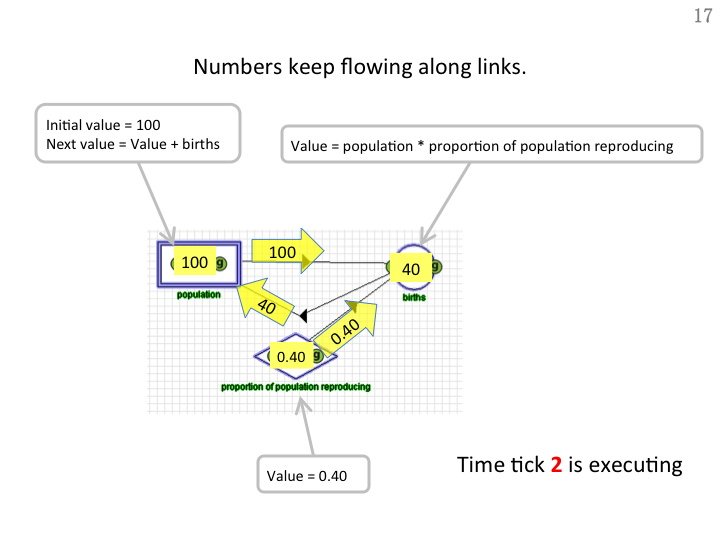 17
Numbers keep flowing along links.
Initial value = 100
Next value = Value + births
Value = population * proportion of population reproducing
100
100
40
population
births
40
0.40
0.40
proportion of population reproducing
Value = 0.40
Time tick 2 is executing